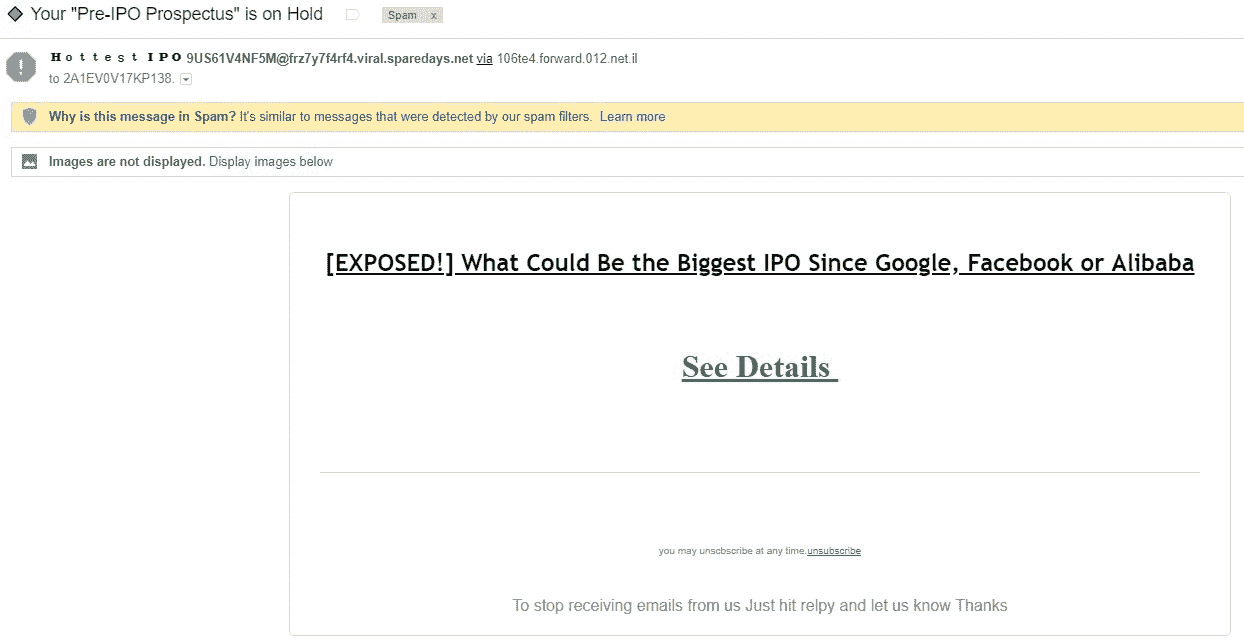 Your "Pre-IPO Prospectus" is on Hold Spam x
H o t t e s t I P O 9US61V4NF5M@frz7y7f4rf4.viral.sparedays.net via 106te4.forward.012.net.il
to 2A1EV0V17KP138.
Why is this message in Spam? It's similar to messages that were detected by our spam filters. Learn more
Images are not displayed. Display images below
[EXPOSED!] What Could Be the Biggest IPO Since Google, Facebook or Alibaba
See Details
you may unscbscribe at any time.unsubscribe
To stop receiving emails from us Just hit relpy and let us know Thanks